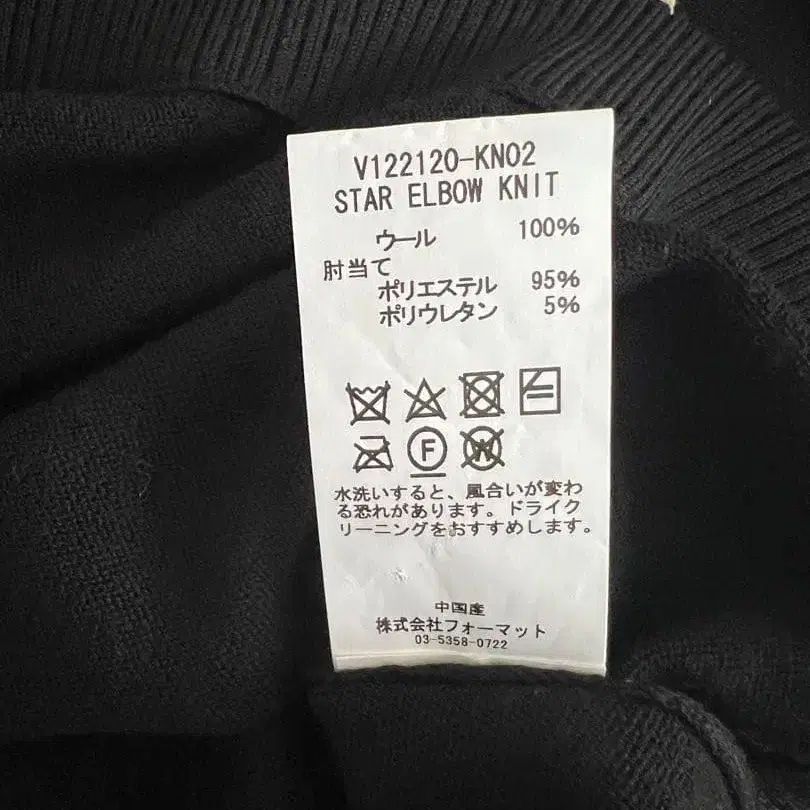 V122120-KN02
STAR ELBOW KNIT
ウール 100%
肘当て
ポリエステル 95%
ポリウレタン 5%
F W
水洗いすると、風合いが変わ
る恐れがあります。ドライク
リーニングをおすすめします。
中国産
株式会社フォーマット
03-5358-0722